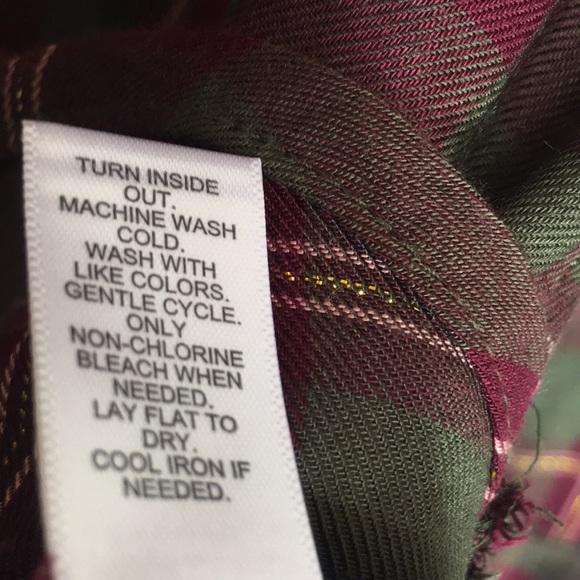 TURN INSIDE
OUT.
MACHINE WASH
COLD.
WASH WITH
LIKE COLORS.
GENTLE CYCLE.
ONLY
NON-CHLORINE
BLEACH WHEN
NEEDED.
LAY FLAT TO
DRY.
COOL IRON IF
NEEDED.